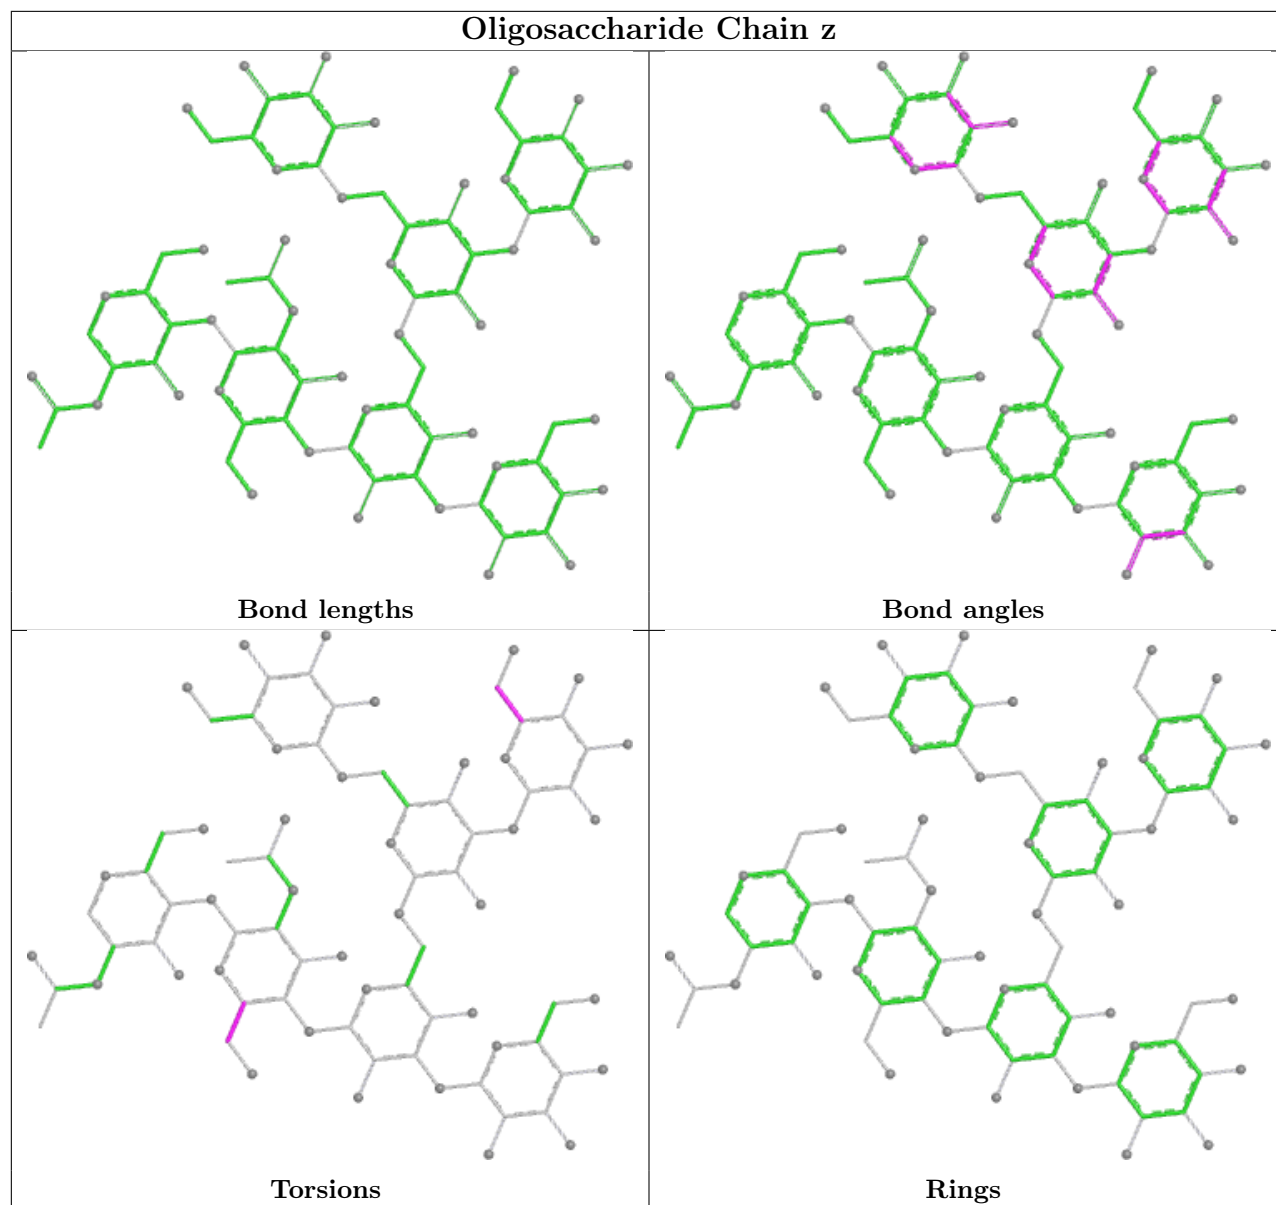 Oligosaccharide Chain z
Bond lengths
Bond angles
Torsions
Rings